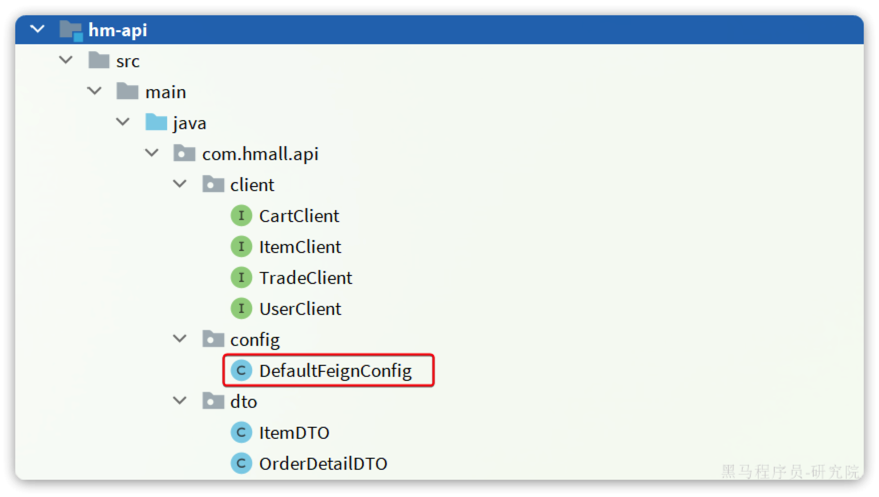 hm-api
src
main
java
com.hmall.api
client
I CartClient
I ItemClient
I TradeClient
I UserClient
config
C DefaultFeignConfig
dto
C ItemDTO
C OrderDetailDTO
黑马程序员-研究院